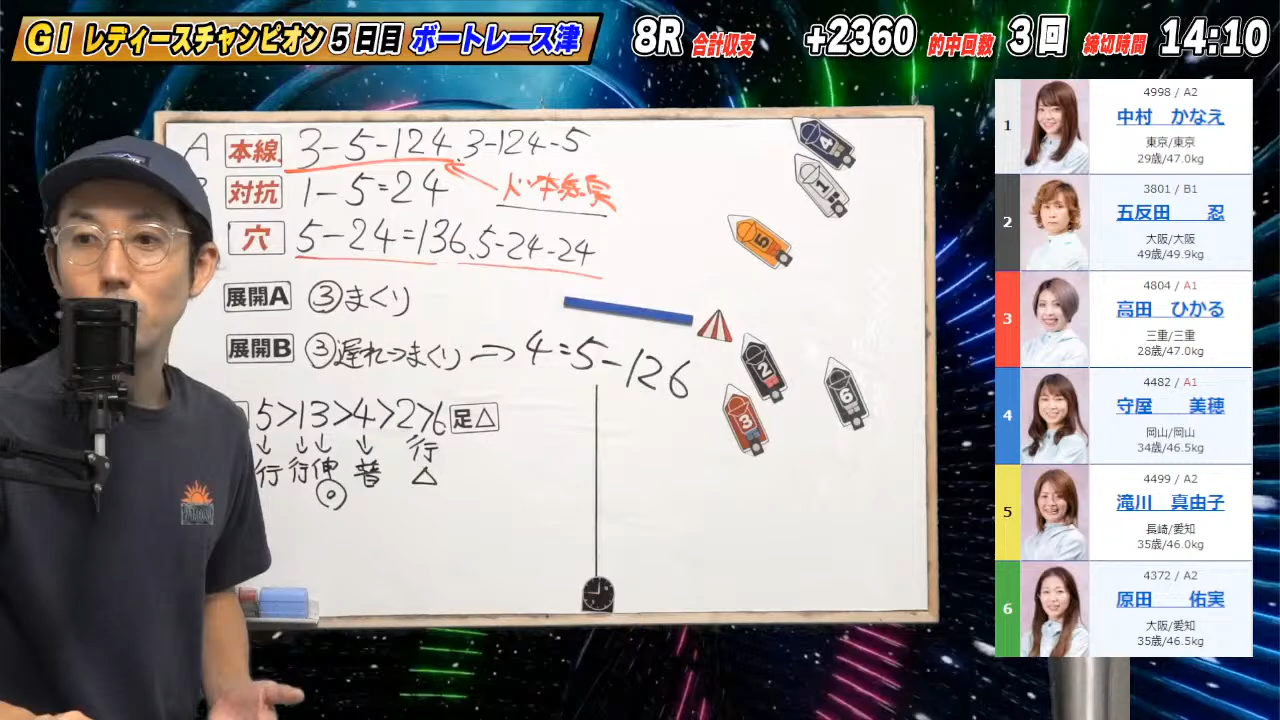 GI レディースチャンピオン 5日目 ボートレース津
8R 合計収支 +2360 的中回数 3回 締切時間 14:10
A 本線 3-5-124、3-124-5
対抗 1-5=24
穴 5-24=136、5-24-24
展開A ③まくり
展開B ③遅れつまくり → 4=5-126
5>13>4>2>6 足△
↓ ↓↓ ↓
行 行伸 普 行
◎ △
4
1
5
2
3
6
1
4998 / A2
中村 かなえ
東京/東京
29歳/47.0kg
2
3801 / B1
五反田 忍
大阪/大阪
49歳/49.9kg
3
4804 / A1
高田 ひかる
三重/三重
28歳/47.0kg
4
4482 / A1
守屋 美穂
岡山/岡山
34歳/46.5kg
5
4499 / A2
滝川 真由子
長崎/愛知
35歳/46.0kg
6
4372 / A2
原田 佑実
大阪/愛知
35歳/46.5kg